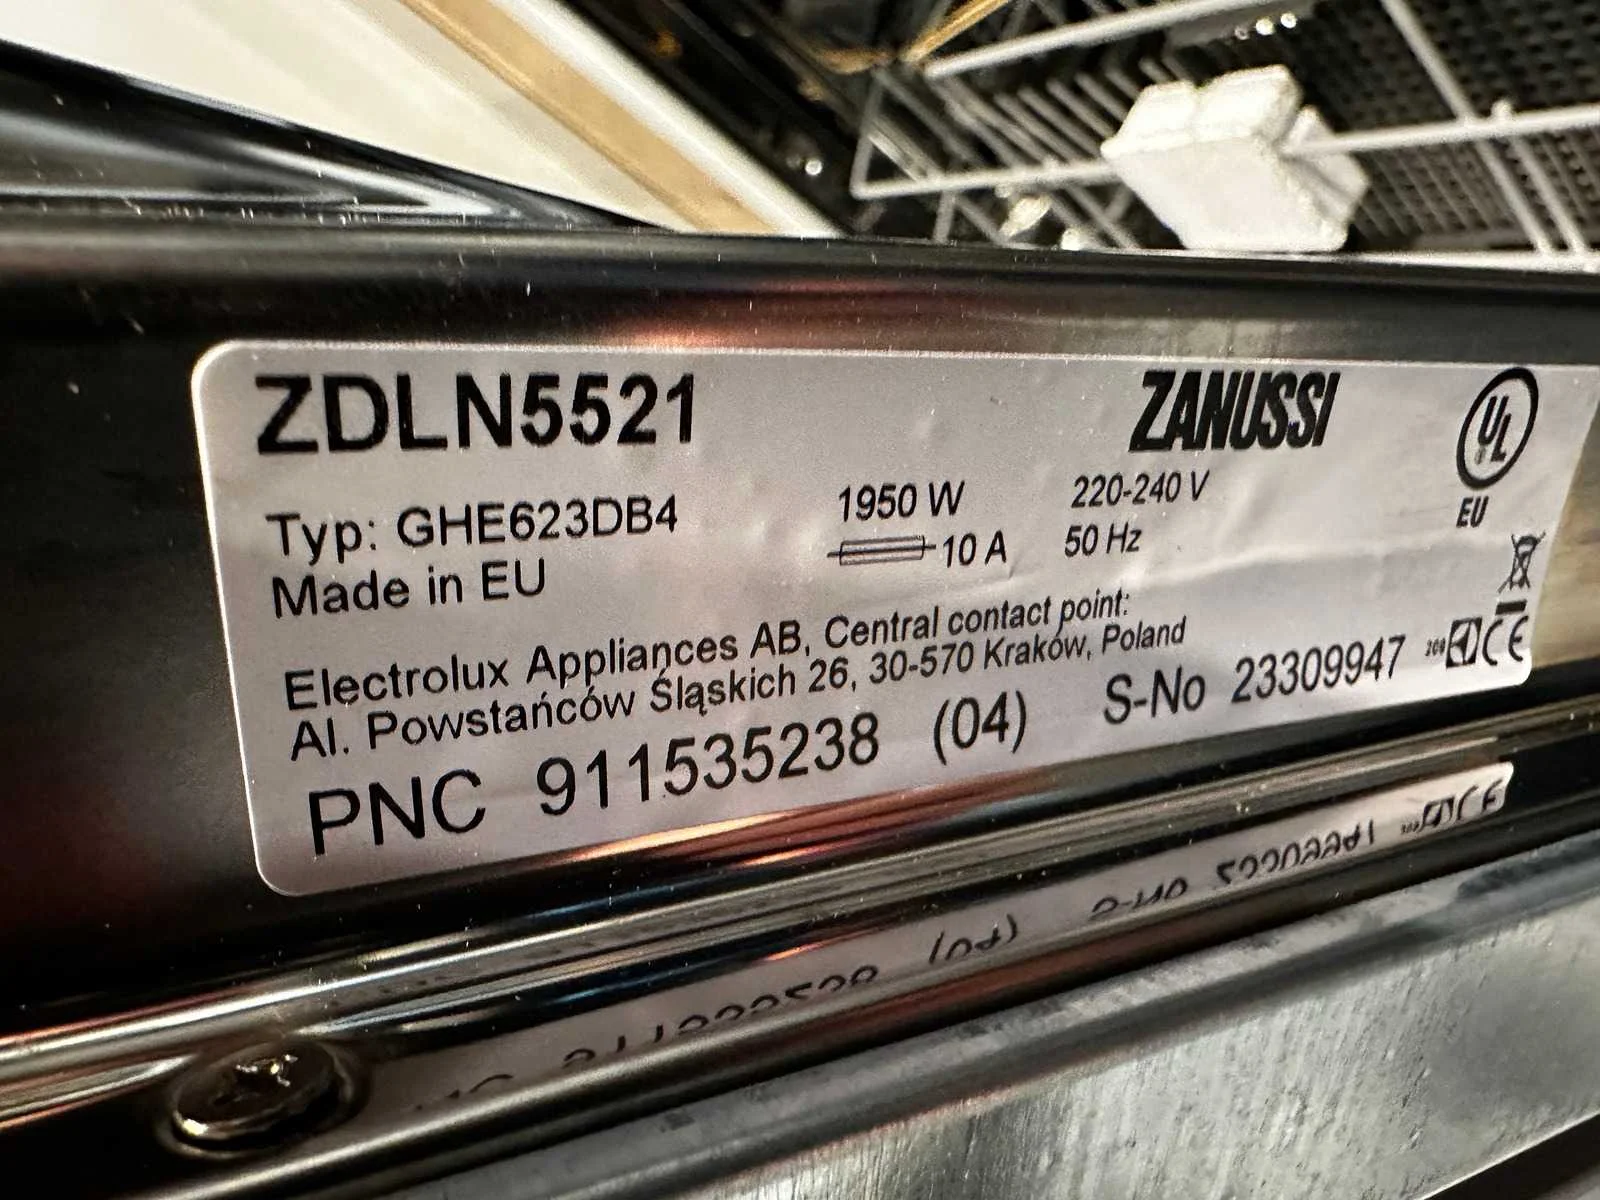 ZDLN5521
ZANUSSI
UL
EU
Typ: GHE623DB4
1950 W
220-240 V
Made in EU
10 A
50 Hz
Electrolux Appliances AB, Central contact point:
Al. Powstańców Śląskich 26, 30-570 Kraków, Poland
PNC 911535238 (04) S-No 23309947
CE